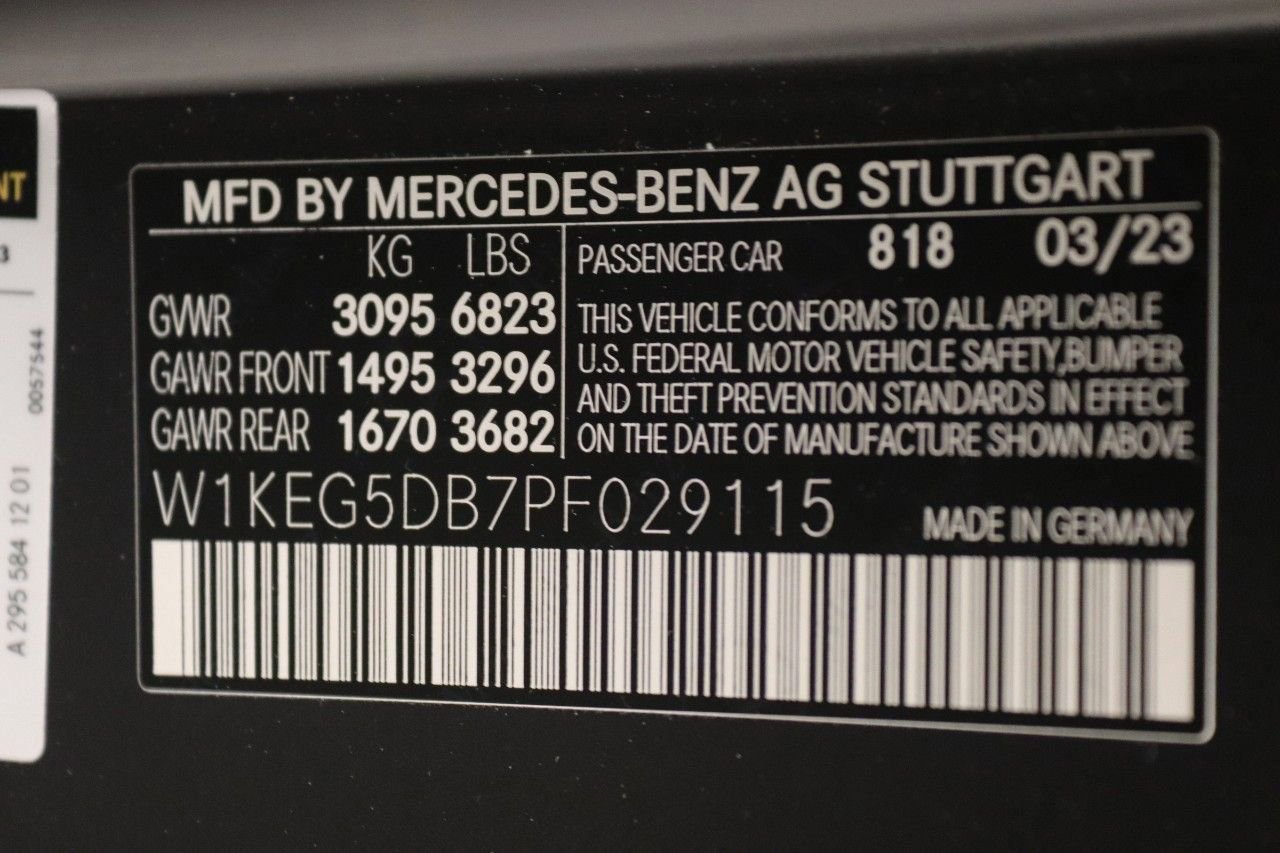 MFD BY MERCEDES-BENZ AG STUTTGART
KG LBS
GVWR 3095 6823
GAWR FRONT 1495 3296
GAWR REAR 1670 3682
PASSENGER CAR 818 03/23
THIS VEHICLE CONFORMS TO ALL APPLICABLE
U.S. FEDERAL MOTOR VEHICLE SAFETY,BUMPER
AND THEFT PREVENTION STANDARDS IN EFFECT
ON THE DATE OF MANUFACTURE SHOWN ABOVE
W1KEG5DB7PF029115
MADE IN GERMANY
NT
3
0057544
A 295 584 12 01